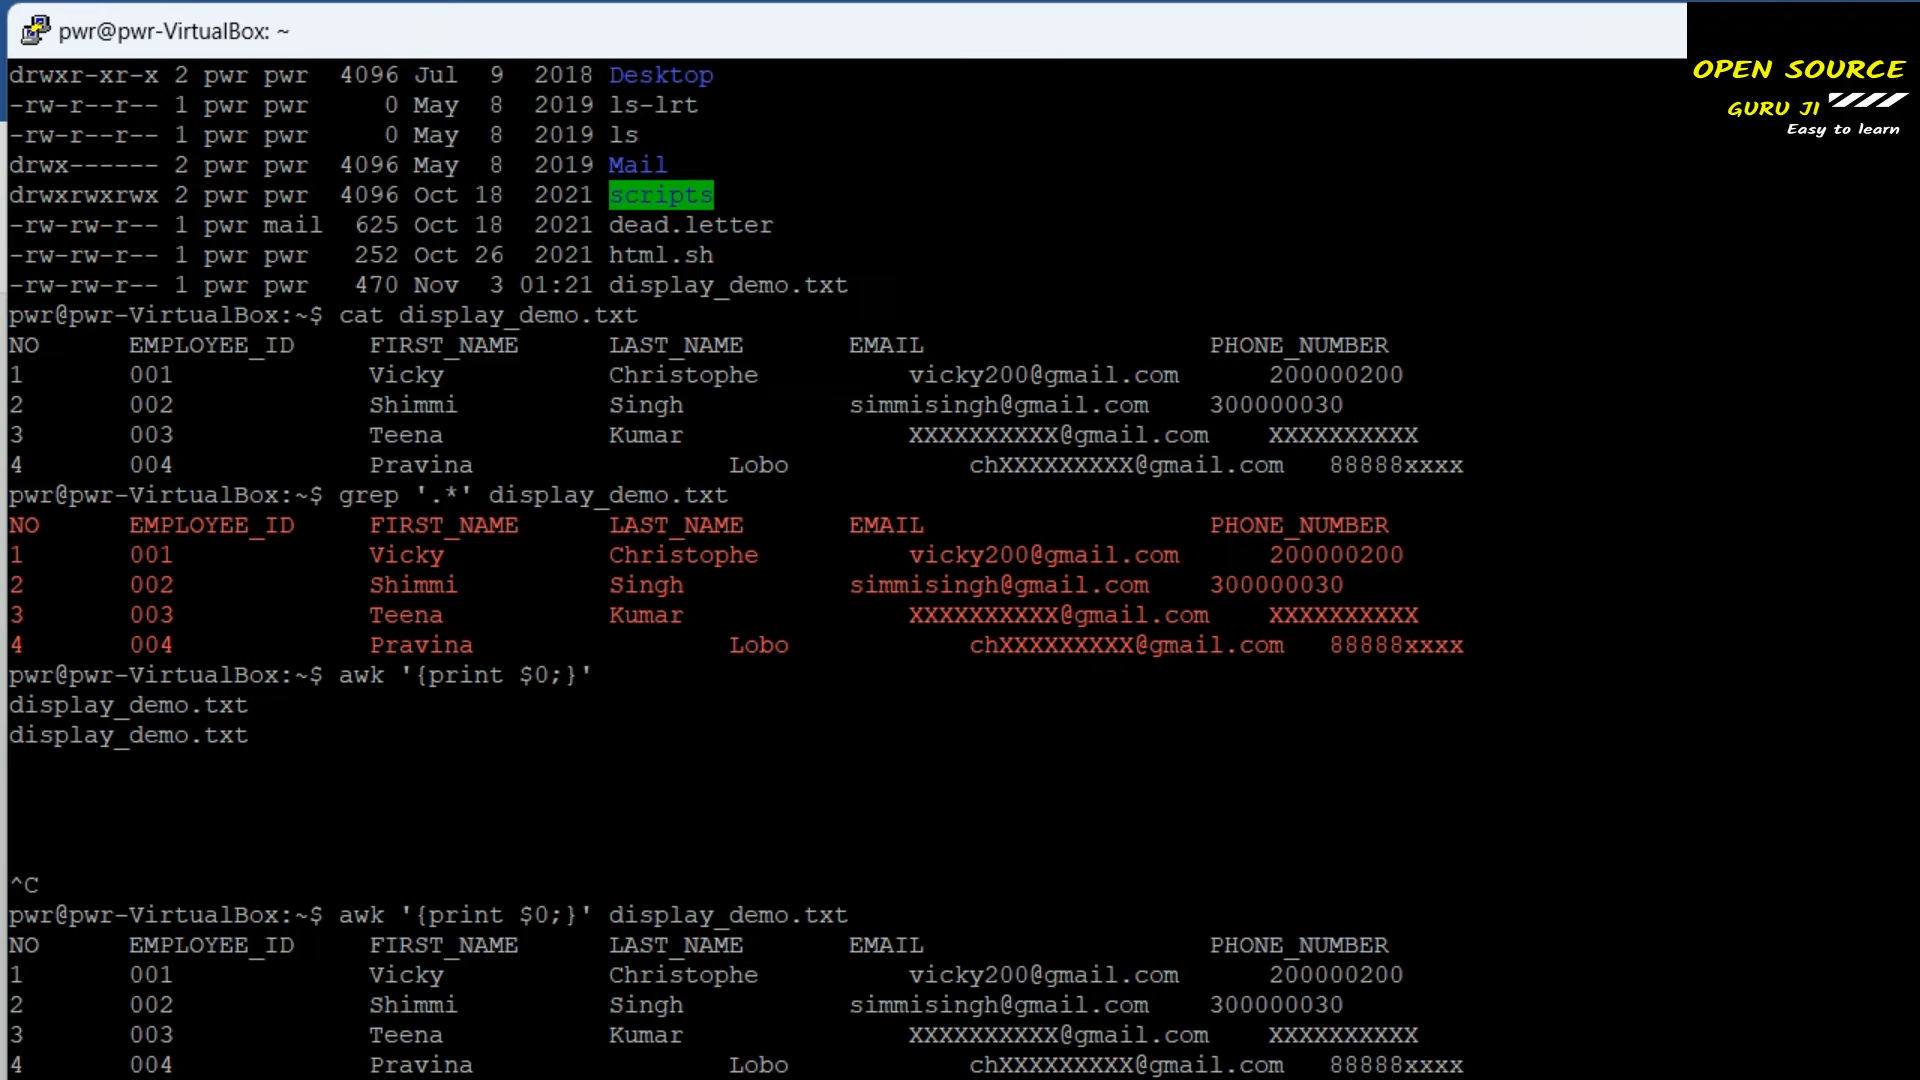 pwr@pwr-VirtualBox: ~
OPEN SOURCE
GURU JI
Easy to learn
drwxr-xr-x 2 pwr pwr  4096 Jul  9  2018 Desktop
-rw-r--r-- 1 pwr pwr     0 May  8  2019 ls-lrt
-rw-r--r-- 1 pwr pwr     0 May  8  2019 ls
drwx------ 2 pwr pwr  4096 May  8  2019 Mail
drwxrwxrwx 2 pwr pwr  4096 Oct 18  2021 scripts
-rw-rw-r-- 1 pwr mail  625 Oct 18  2021 dead.letter
-rw-rw-r-- 1 pwr pwr   252 Oct 26  2021 html.sh
-rw-rw-r-- 1 pwr pwr   470 Nov  3 01:21 display_demo.txt
pwr@pwr-VirtualBox:~$ cat display_demo.txt
NO      EMPLOYEE_ID     FIRST_NAME      LAST_NAME       EMAIL                   PHONE_NUMBER
1       001             Vicky           Christophe          vicky200@gmail.com      200000200
2       002             Shimmi          Singh           simmisingh@gmail.com    300000030
3       003             Teena           Kumar               XXXXXXXXXX@gmail.com    XXXXXXXXXX
4       004             Pravina                 Lobo            chXXXXXXXXX@gmail.com   88888xxxx
pwr@pwr-VirtualBox:~$ grep '.*' display_demo.txt
NO      EMPLOYEE_ID     FIRST_NAME      LAST_NAME       EMAIL                   PHONE_NUMBER
1       001             Vicky           Christophe          vicky200@gmail.com      200000200
2       002             Shimmi          Singh           simmisingh@gmail.com    300000030
3       003             Teena           Kumar               XXXXXXXXXX@gmail.com    XXXXXXXXXX
4       004             Pravina                 Lobo            chXXXXXXXXX@gmail.com   88888xxxx
pwr@pwr-VirtualBox:~$ awk '{print $0;}'
display_demo.txt
display_demo.txt
^C
pwr@pwr-VirtualBox:~$ awk '{print $0;}' display_demo.txt
NO      EMPLOYEE_ID     FIRST_NAME      LAST_NAME       EMAIL                   PHONE_NUMBER
1       001             Vicky           Christophe          vicky200@gmail.com      200000200
2       002             Shimmi          Singh           simmisingh@gmail.com    300000030
3       003             Teena           Kumar               XXXXXXXXXX@gmail.com    XXXXXXXXXX
4       004             Pravina                 Lobo            chXXXXXXXXX@gmail.com   88888xxxx